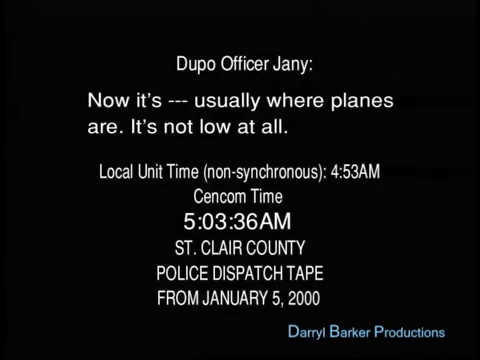 Dupo Officer Jany:
Now it's --- usually where planes
are. It's not low at all.
Local Unit Time (non-synchronous): 4:53AM
Cencom Time
5:03:36AM
ST. CLAIR COUNTY
POLICE DISPATCH TAPE
FROM JANUARY 5, 2000
Darryl Barker Productions